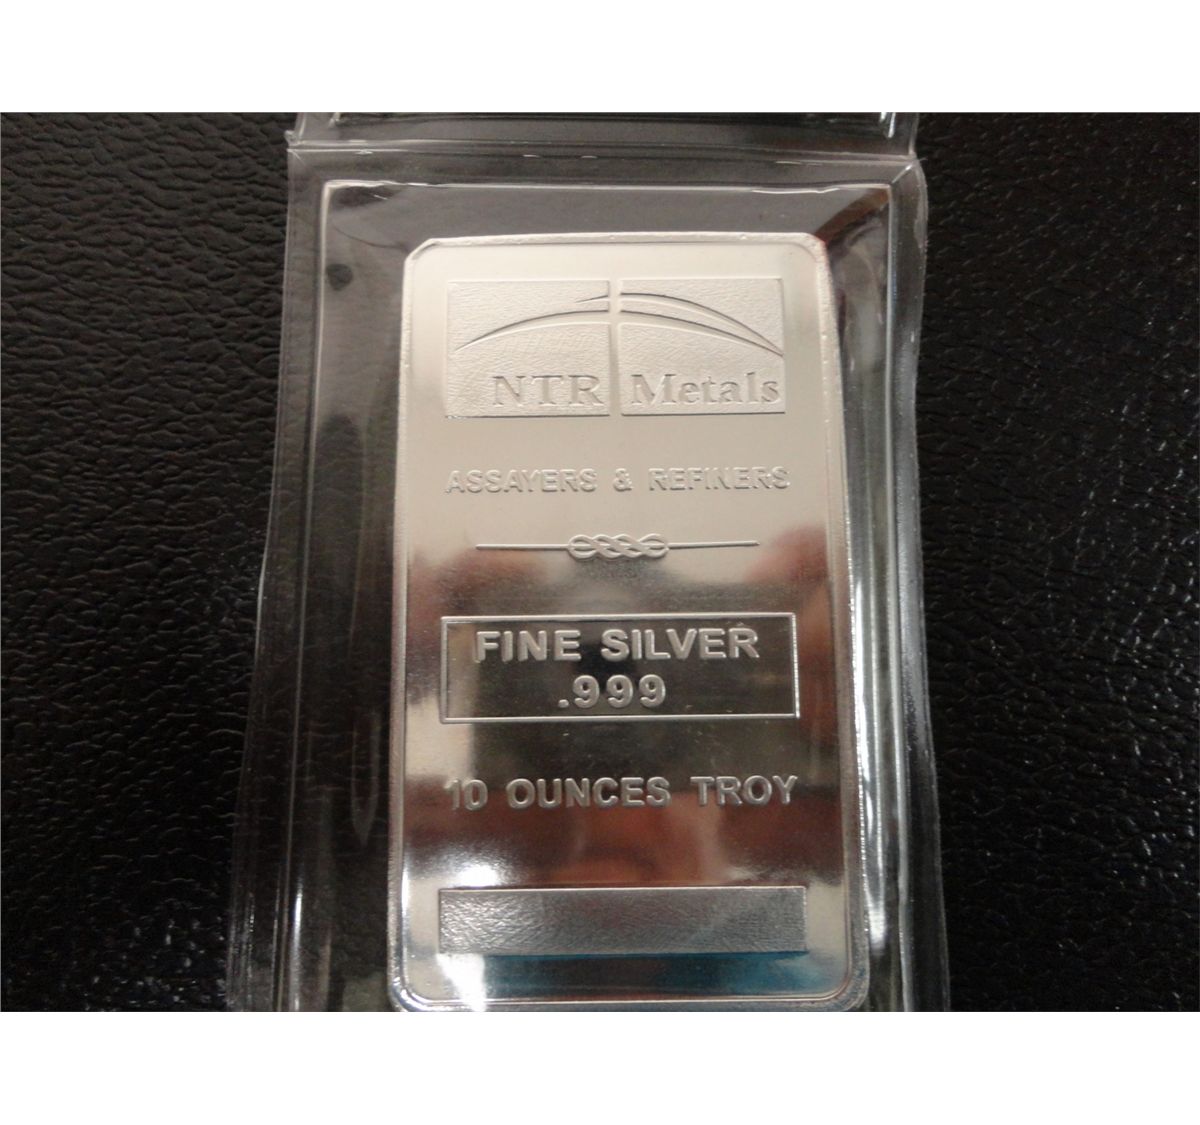 NTR Metals
ASSAYERS & REFINERS
FINE SILVER
.999
10 OUNCES TROY